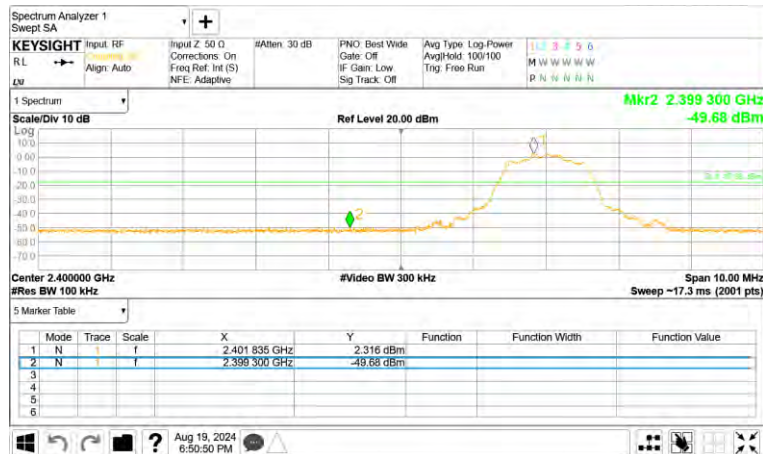 Spectrum Analyzer 1
Swept SA
+
KEYSIGHT Input: RF Input Z: 50 Ω #Atten: 30 dB PNO: Best Wide Avg Type: Log-Power 1 2 3 4 5 6
RL Corrections: On Gate: Off Avg|Hold: 100/100 M W W W W W
Align: Auto Freq Ref: Int (S) IF Gain: Low Trig: Free Run
NFE: Adaptive Sig Track: Off P N N N N N
1 Spectrum
Mkr2 2.399 300 GHz
Scale/Div 10 dB Ref Level 20.00 dBm -49.68 dBm
Log
10.0
0.00
-10.0
-20.0
-30.0
-40.0
-50.0
-60.0
-70.0
1
2
Center 2.400000 GHz #Video BW 300 kHz Span 10.00 MHz
#Res BW 100 kHz Sweep ~17.3 ms (2001 pts)
5 Marker Table
Mode Trace Scale X Y Function Function Width Function Value
1 N 1 f 2.401 835 GHz 2.316 dBm
2 N 1 f 2.399 300 GHz -49.68 dBm
3
4
5
6
? Aug 19, 2024
6:50:50 PM